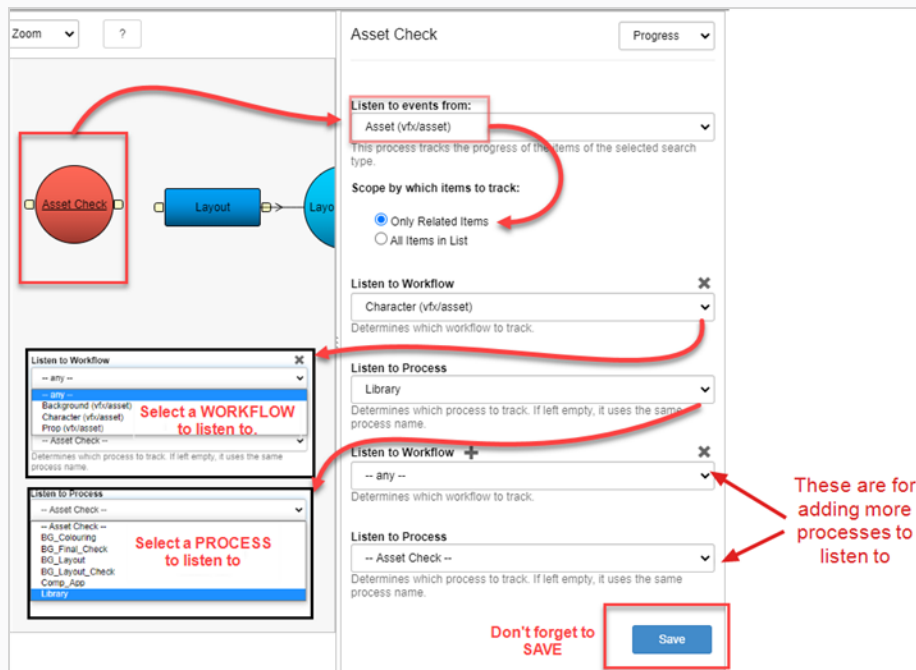 Zoom
?
Asset Check
Progress
Asset Check
Layout
Layo
Listen to events from:
Asset (vfx/asset)
This process tracks the progress of the items of the selected search
type.
Scope by which items to track:
Only Related Items
All Items in List
Listen to Workflow
Character (vfx/asset)
Determines which workflow to track.
Listen to Process
Library
Determines which process to track. If left empty, it uses the same
process name.
Listen to Workflow
-- any --
Determines which workflow to track.
Listen to Process
-- Asset Check --
Determines which process to track. If left empty, it uses the same
process name.
Save
Listen to Workflow
-- any --
-- any --
Background (vfx/asset)
Character (vfx/asset)
Prop (vfx/asset)
-- Asset Check --
Determines which process to track. If left empty, it uses the same
process name.
Select a WORKFLOW
to listen to.
Listen to Process
-- Asset Check --
-- Asset Check --
BG_Colouring
BG_Final_Check
BG_Layout
BG_Layout_Check
Comp_App
Library
Select a PROCESS
to listen to
These are for
adding more
processes to
listen to
Don't forget to
SAVE